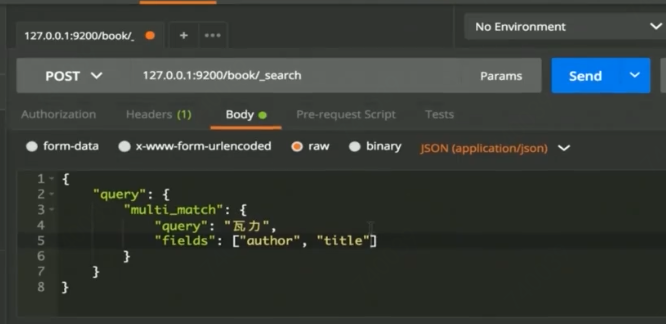 127.0.0.1:9200/book/_
+
•••
No Environment
POST
127.0.0.1:9200/book/_search
Params
Send
Authorization
Headers (1)
Body
Pre-request Script
Tests
form-data
x-www-form-urlencoded
raw
binary
JSON (application/json)
1 {
2 "query": {
3 "multi_match": {
4 "query": "瓦力",
5 "fields": ["author", "title"]
6 }
7 }
8 }